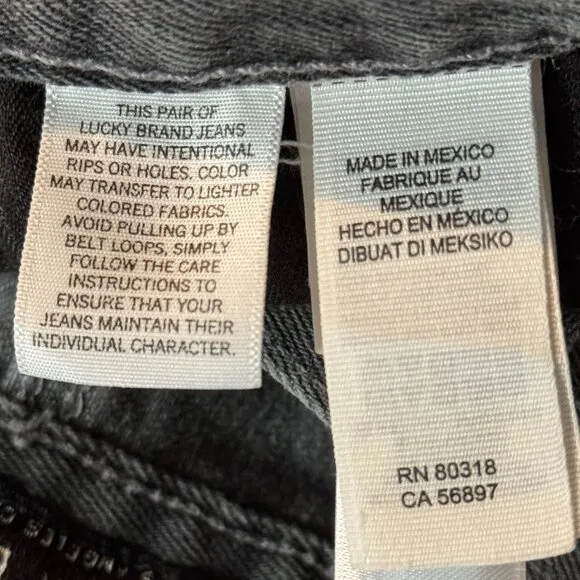 THIS PAIR OF
LUCKY BRAND JEANS
MAY HAVE INTENTIONAL
RIPS OR HOLES. COLOR
MAY TRANSFER TO LIGHTER
COLORED FABRICS.
AVOID PULLING UP BY
BELT LOOPS, SIMPLY
FOLLOW THE CARE
INSTRUCTIONS TO
ENSURE THAT YOUR
JEANS MAINTAIN THEIR
INDIVIDUAL CHARACTER.
MADE IN MEXICO
FABRIQUE AU
MEXIQUE
HECHO EN MÉXICO
DIBUAT DI MEKSIKO
RN 80318
CA 56897